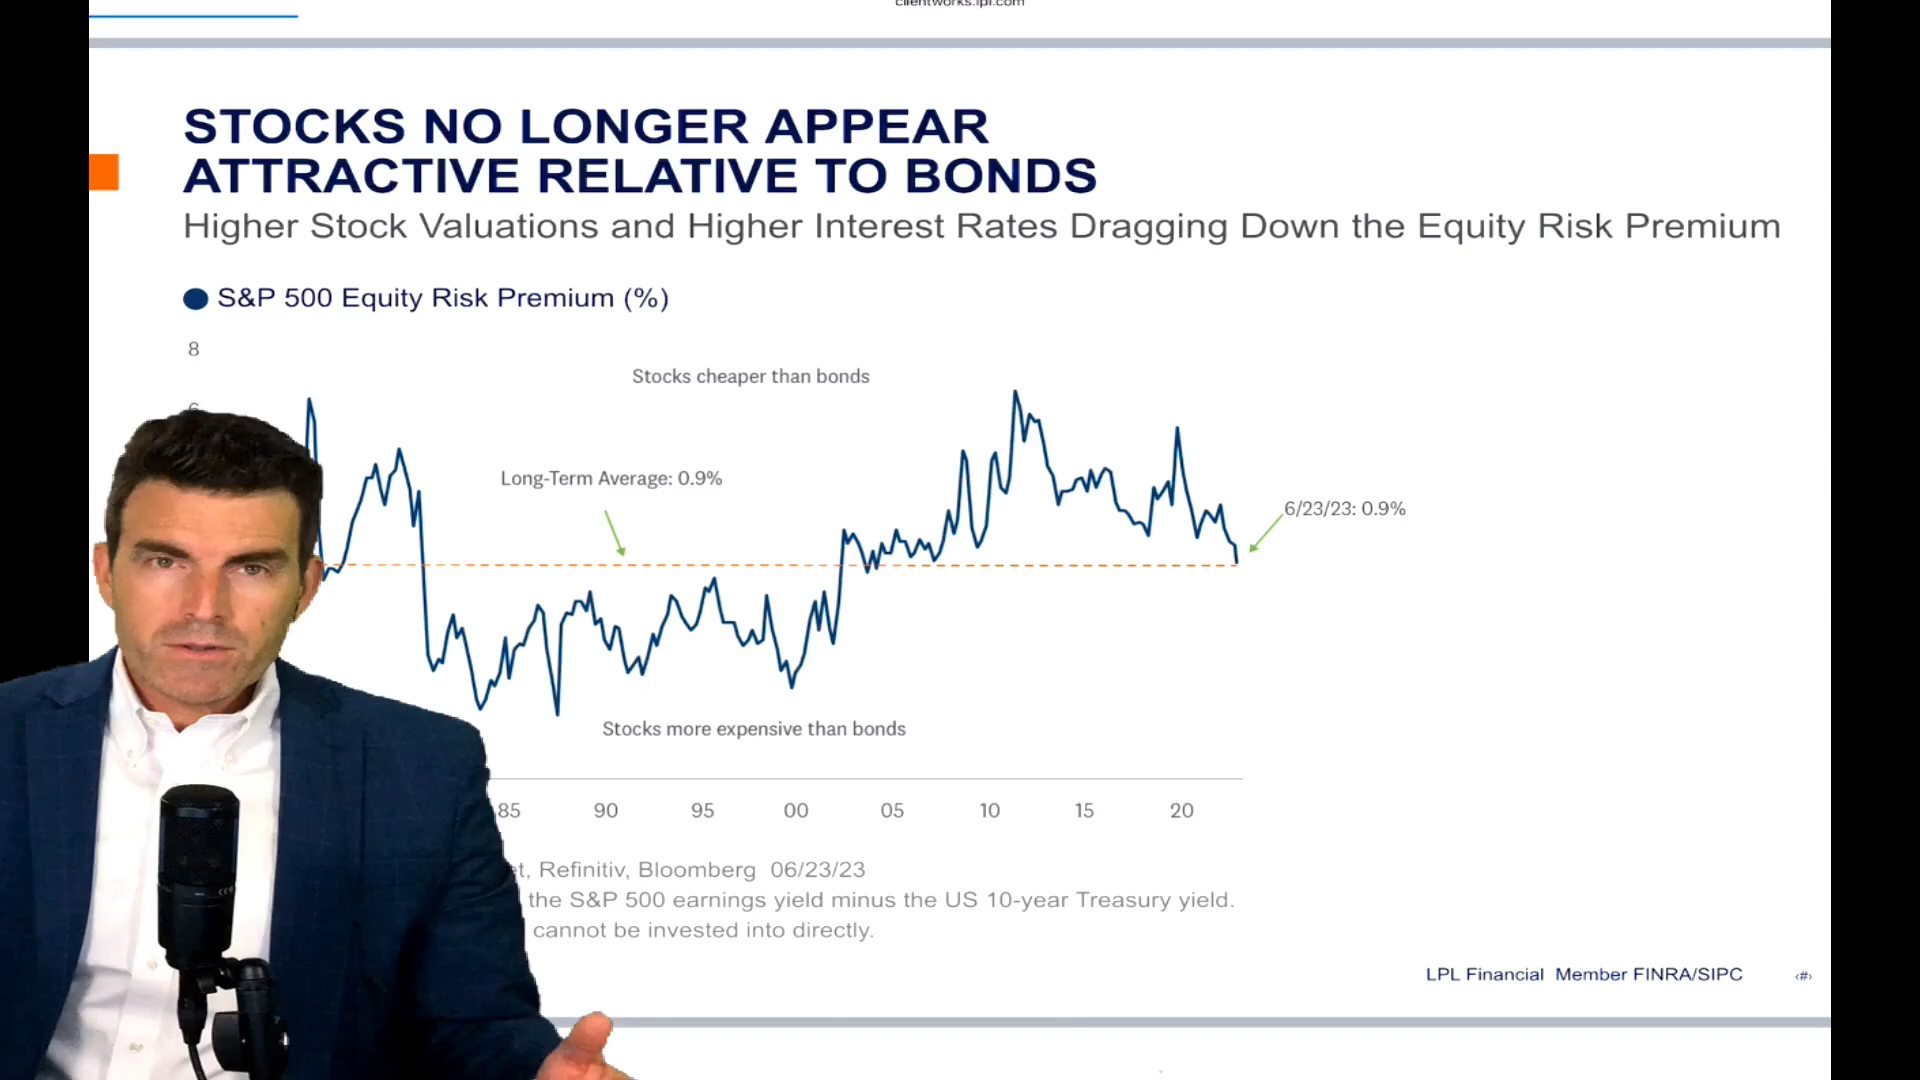 clientworks.lpl.com
STOCKS NO LONGER APPEAR
ATTRACTIVE RELATIVE TO BONDS
Higher Stock Valuations and Higher Interest Rates Dragging Down the Equity Risk Premium
S&P 500 Equity Risk Premium (%)
8
Stocks cheaper than bonds
6
Long-Term Average: 0.9%
6/23/23: 0.9%
Stocks more expensive than bonds
85 90 95 00 05 10 15 20
et, Refinitiv, Bloomberg 06/23/23
the S&P 500 earnings yield minus the US 10-year Treasury yield.
cannot be invested into directly.
LPL Financial Member FINRA/SIPC ‹#›